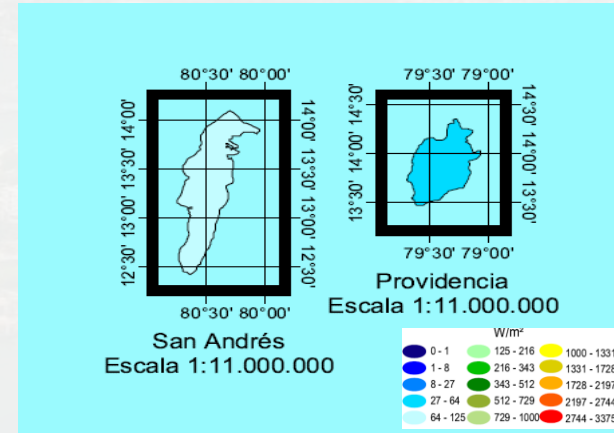 80°30' 80°00'
79°30' 79°00'
14°00'
13°30'
13°00'
12°30'
14°00' 13°30' 13°00' 12°30'
14°30'
14°00'
13°30'
14°30' 14°00' 13°30'
80°30' 80°00'
79°30' 79°00'
San Andrés
Escala 1:11.000.000
Providencia
Escala 1:11.000.000
W/m²
0 - 1 125 - 216 1000 - 1331
1 - 8 216 - 343 1331 - 1728
8 - 27 343 - 512 1728 - 2197
27 - 64 512 - 729 2197 - 2744
64 - 125 729 - 1000 2744 - 3375